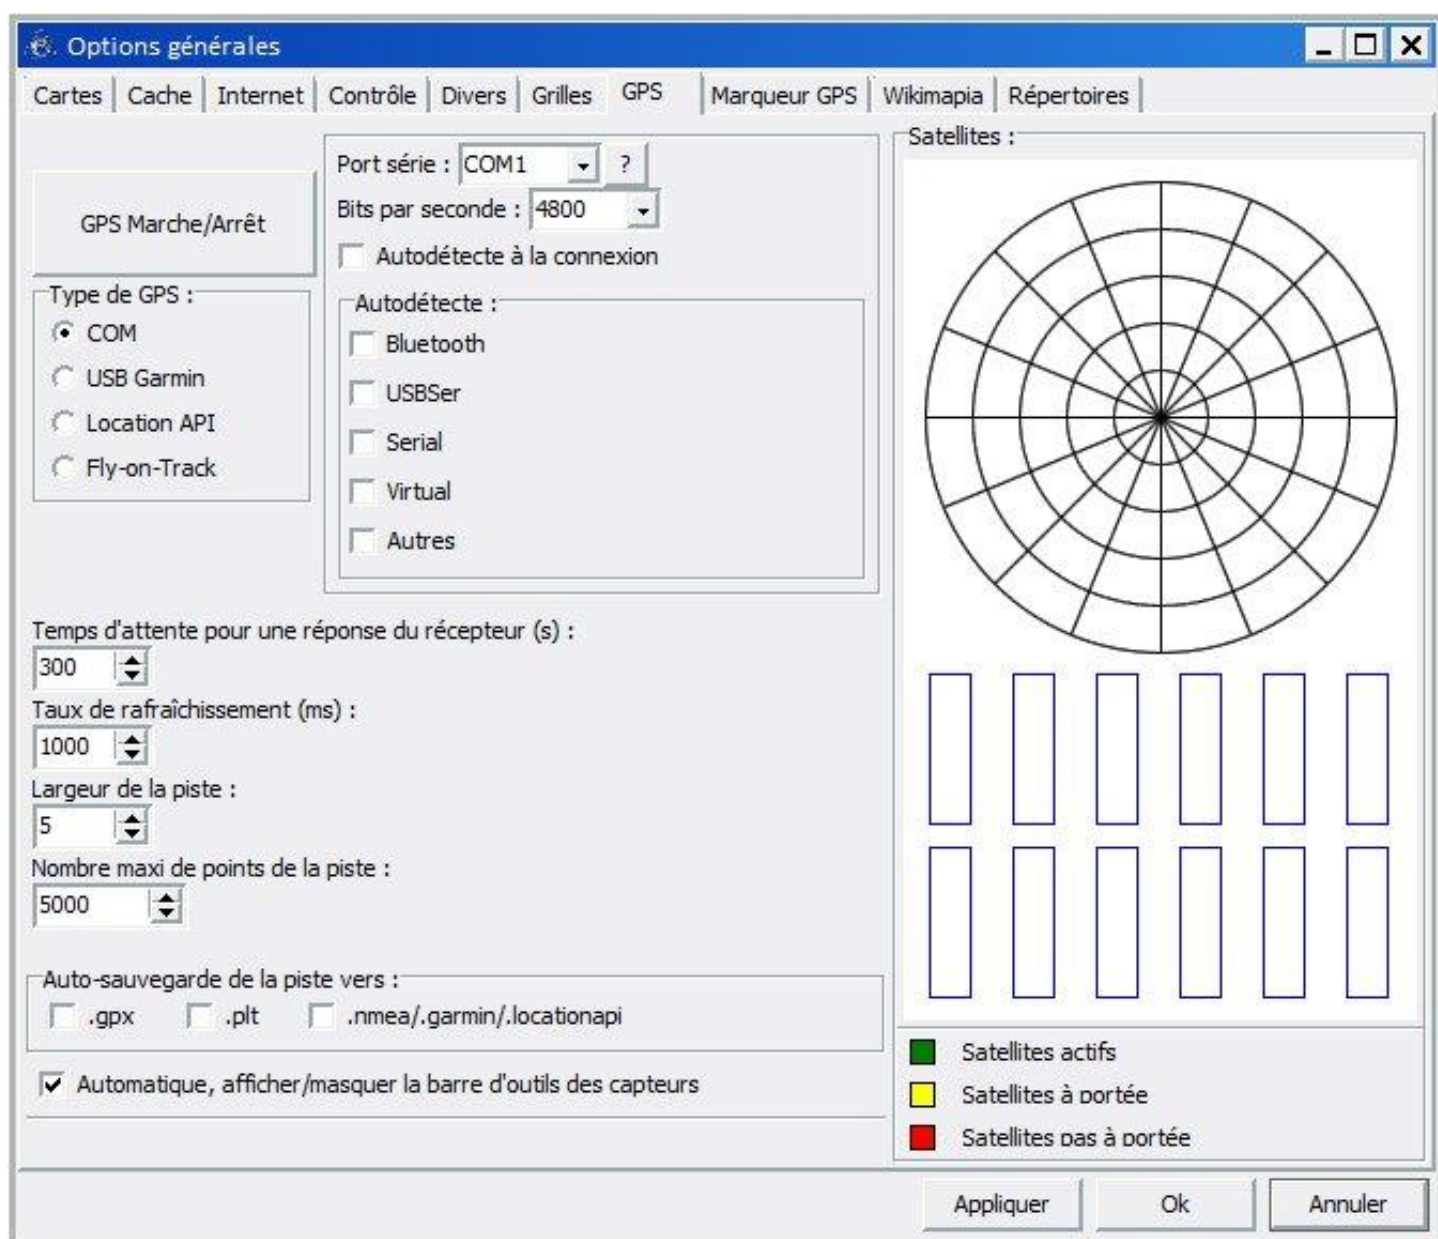 Options générales
Cartes Cache Internet Contrôle Divers Grilles GPS Marqueur GPS Wikimapia Répertoires
GPS Marche/Arrêt
Type de GPS :
COM
USB Garmin
Location API
Fly-on-Track
Port série : COM1 ?
Bits par seconde : 4800
Autodétecte à la connexion
Autodétecte :
Bluetooth
USBSer
Serial
Virtual
Autres
Temps d'attente pour une réponse du récepteur (s) :
300
Taux de rafraîchissement (ms) :
1000
Largeur de la piste :
5
Nombre maxi de points de la piste :
5000
Auto-sauvegarde de la piste vers :
.gpx .plt .nmea/.garmin/.locationapi
Automatique, afficher/masquer la barre d'outils des capteurs
Satellites :
Satellites actifs
Satellites à portée
Satellites pas à portée
Appliquer Ok Annuler